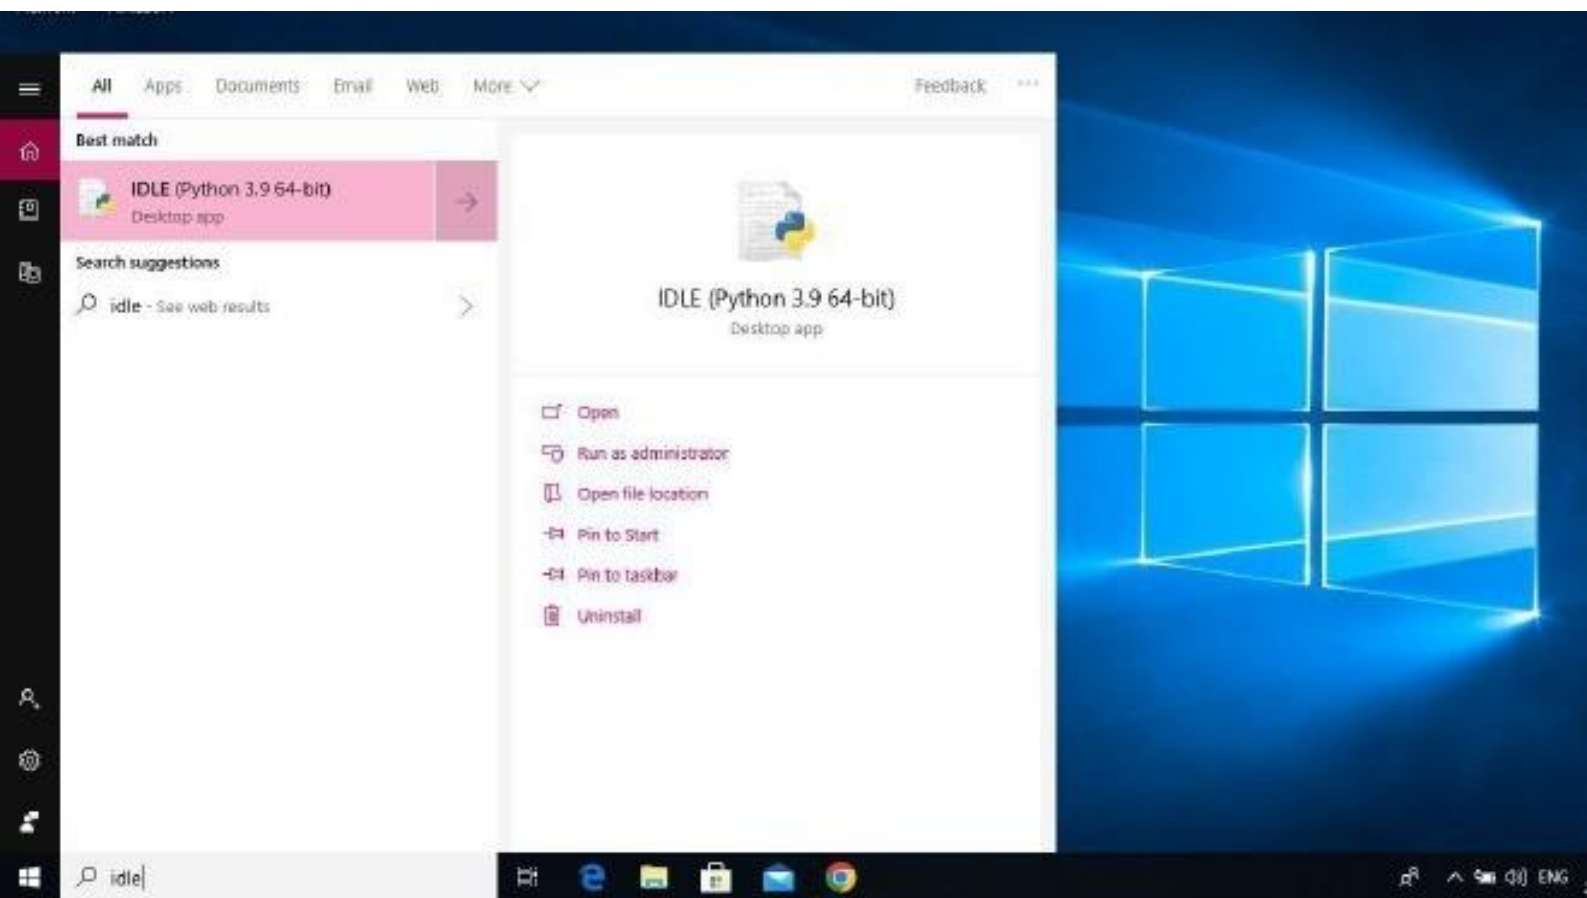 All Apps Documents Email Web More Feedback ...
Best match
IDLE (Python 3.9 64-bit)
Desktop app
Search suggestions
idle - See web results
IDLE (Python 3.9 64-bit)
Desktop app
Open
Run as administrator
Open file location
Pin to Start
Pin to taskbar
Uninstall
idle
ENG